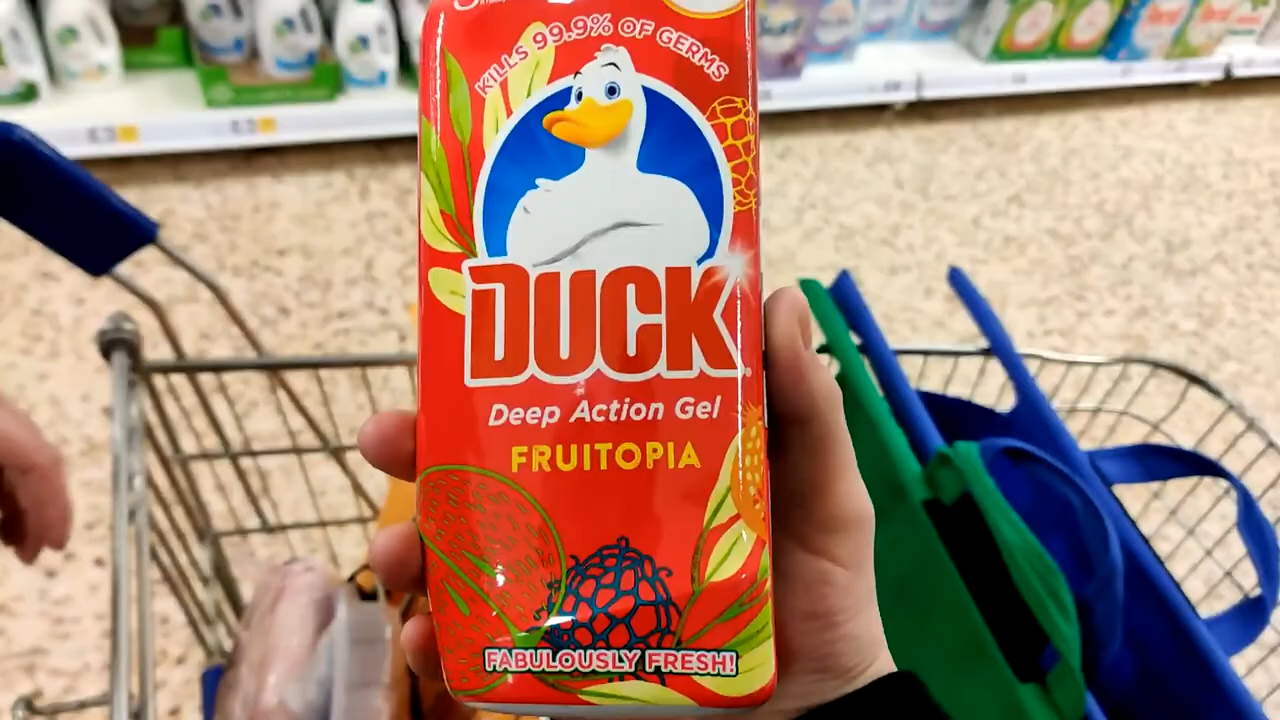 KILLS 99.9% OF GERMS
DUCK
Deep Action Gel
FRUITOPIA
FABULOUSLY FRESH!